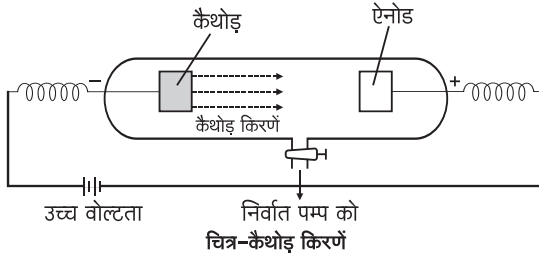 कैथोड़
ऐनोड
−
+
कैथोड़ किरणें
उच्च वोल्टता
निर्वात पम्प को
चित्र–कैथोड़ किरणें